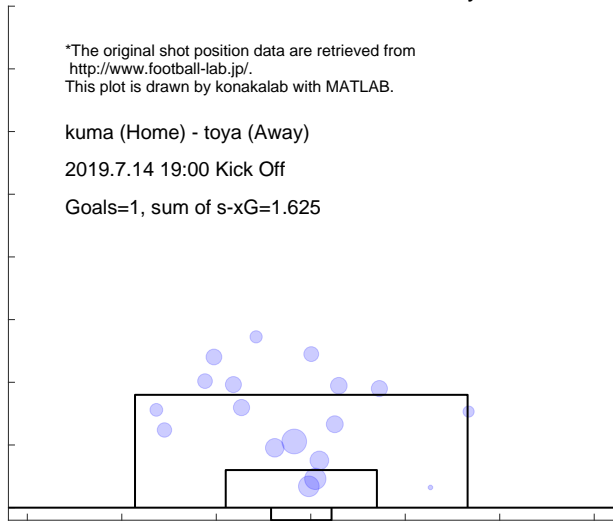 *The original shot position data are retrieved from
http://www.football-lab.jp/.
This plot is drawn by konakalab with MATLAB.
kuma (Home) - toya (Away)
2019.7.14 19:00 Kick Off
Goals=1, sum of s-xG=1.625